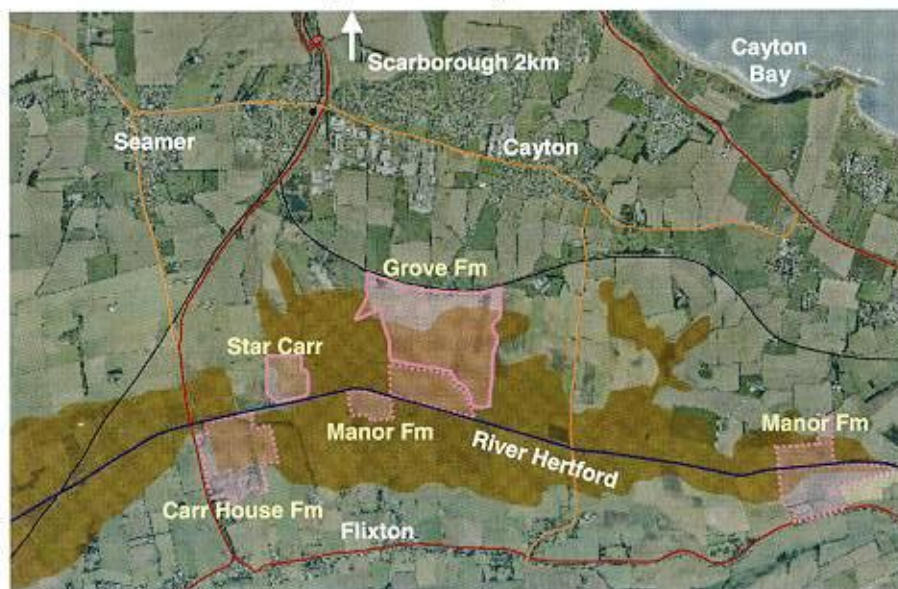 Scarborough 2km
Cayton
Bay
Seamer
Cayton
Grove Fm
Star Carr
Manor Fm
Manor Fm
River Hertford
Carr House Fm
Flixton